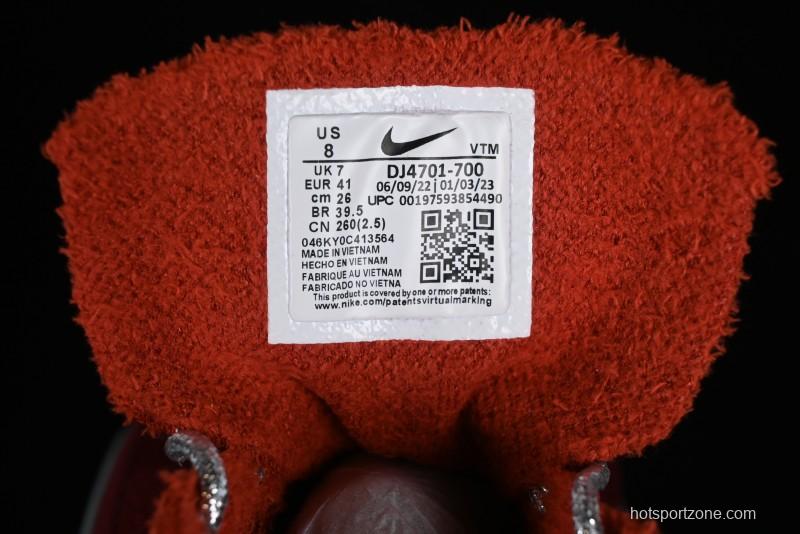 US
8
VTM
UK 7
DJ4701-700
EUR 41
06/09/22 | 01/03/23
cm 26
UPC 00197593854490
BR 39.5
CN 260(2.5)
046KY0C413564
MADE IN VIETNAM
HECHO EN VIETNAM
FABRIQUE AU VIETNAM
FABRICADO NO VIETNA
This product is covered by one or more patents:
www.nike.com/patentsvirtualmarking
hotsportzone.com